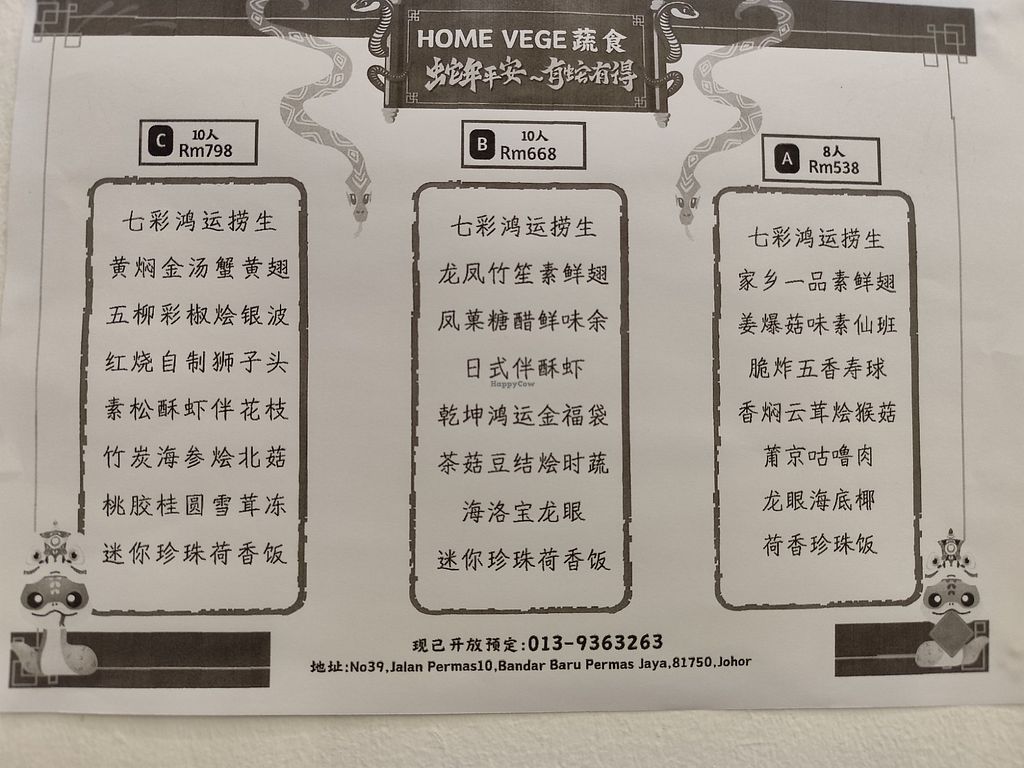 HOME VEGE蔬食
蛇年平安~有蛇有得
C 10人
Rm798
七彩鸿运捞生
黄焖金汤蟹黄翅
五柳彩椒烩银波
红烧自制狮子头
素松酥虾伴花枝
竹炭海参烩北菇
桃胶桂圆雪茸冻
迷你珍珠荷香饭
B 10人
Rm668
七彩鸿运捞生
龙凤竹笙素鲜翅
凤菓糖醋鲜味余
日式伴酥虾
HappyCow
乾坤鸿运金福袋
茶菇豆结烩时蔬
海洛宝龙眼
迷你珍珠荷香饭
A 8人
Rm538
七彩鸿运捞生
家乡一品素鲜翅
姜爆菇味素仙班
脆炸五香寿球
香焖云茸烩猴菇
莆京咕噜肉
龙眼海底椰
荷香珍珠饭
现已开放预定:013-9363263
地址:No39,Jalan Permas10,Bandar Baru Permas Jaya,81750,Johor